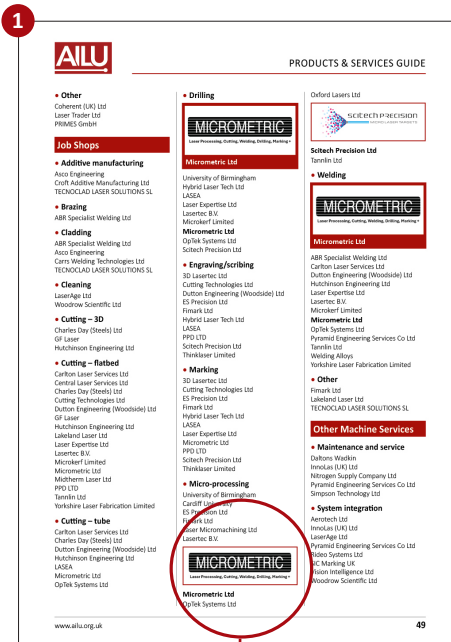 1
AILU
PRODUCTS & SERVICES GUIDE
• Other
Coherent (UK) Ltd
Laser Trader Ltd
PRIMES GmbH
Job Shops
• Additive manufacturing
Asco Engineering
Croft Additive Manufacturing Ltd
TECNOCLAD LASER SOLUTIONS SL
• Brazing
ABR Specialist Welding Ltd
• Cladding
ABR Specialist Welding Ltd
Asco Engineering
Carrs Welding Technologies Ltd
TECNOCLAD LASER SOLUTIONS SL
• Cleaning
LaserAge Ltd
Woodrow Scientific Ltd
• Cutting – 3D
Charles Day (Steels) Ltd
GF Laser
Hutchinson Engineering Ltd
• Cutting – flatbed
Carlton Laser Services Ltd
Central Laser Services Ltd
Charles Day (Steels) Ltd
Cutting Technologies Ltd
Dutton Engineering (Woodside) Ltd
GF Laser
Hutchinson Engineering Ltd
Lakeland Laser Ltd
Laser Expertise Ltd
Lasertec B.V.
Microkerf Limited
Micrometric Ltd
Midtherm Laser Ltd
PPD LTD
Tannlin Ltd
Yorkshire Laser Fabrication Limited
• Cutting – tube
Carlton Laser Services Ltd
Charles Day (Steels) Ltd
Dutton Engineering (Woodside) Ltd
Hutchinson Engineering Ltd
LASEA
Micrometric Ltd
OpTek Systems Ltd
• Drilling
MICROMETRIC
Laser Processing, Cutting, Welding, Drilling, Marking +
Micrometric Ltd
University of Birmingham
Hybrid Laser Tech Ltd
LASEA
Laser Expertise Ltd
Lasertec B.V.
Microkerf Limited
Micrometric Ltd
OpTek Systems Ltd
Scitech Precision Ltd
• Engraving/scribing
3D Lasertec Ltd
Cutting Technologies Ltd
Dutton Engineering (Woodside) Ltd
ES Precision Ltd
Fimark Ltd
Hybrid Laser Tech Ltd
LASEA
PPD LTD
Scitech Precision Ltd
Thinklaser Limited
• Marking
3D Lasertec Ltd
Cutting Technologies Ltd
ES Precision Ltd
Fimark Ltd
Hybrid Laser Tech Ltd
LASEA
Laser Expertise Ltd
Micrometric Ltd
PPD LTD
Scitech Precision Ltd
Thinklaser Limited
• Micro-processing
University of Birmingham
Cardiff University
ES Precision Ltd
Fimark Ltd
Laser Micromachining Ltd
Lasertec B.V.
MICROMETRIC
Laser Processing, Cutting, Welding, Drilling, Marking +
Micrometric Ltd
OpTek Systems Ltd
Oxford Lasers Ltd
SCITECH PRECISION
MICRO LASER TARGETS
Scitech Precision Ltd
Tannlin Ltd
• Welding
MICROMETRIC
Laser Processing, Cutting, Welding, Drilling, Marking +
Micrometric Ltd
ABR Specialist Welding Ltd
Carlton Laser Services Ltd
Dutton Engineering (Woodside) Ltd
Hutchinson Engineering Ltd
Laser Expertise Ltd
Lasertec B.V.
Microkerf Limited
Micrometric Ltd
OpTek Systems Ltd
Pyramid Engineering Services Co Ltd
Tannlin Ltd
Welding Alloys
Yorkshire Laser Fabrication Limited
• Other
Fimark Ltd
Lakeland Laser Ltd
TECNOCLAD LASER SOLUTIONS SL
Other Machine Services
• Maintenance and service
Daltons Wadkin
InnoLas (UK) Ltd
Nitrogen Supply Company Ltd
Pyramid Engineering Services Co Ltd
Simpson Technology Ltd
• System integration
Aerotech Ltd
InnoLas (UK) Ltd
LaserAge Ltd
Pyramid Engineering Services Co Ltd
Rideo Systems Ltd
SIC Marking UK
Vision Intelligence Ltd
Woodrow Scientific Ltd
www.ailu.org.uk
49